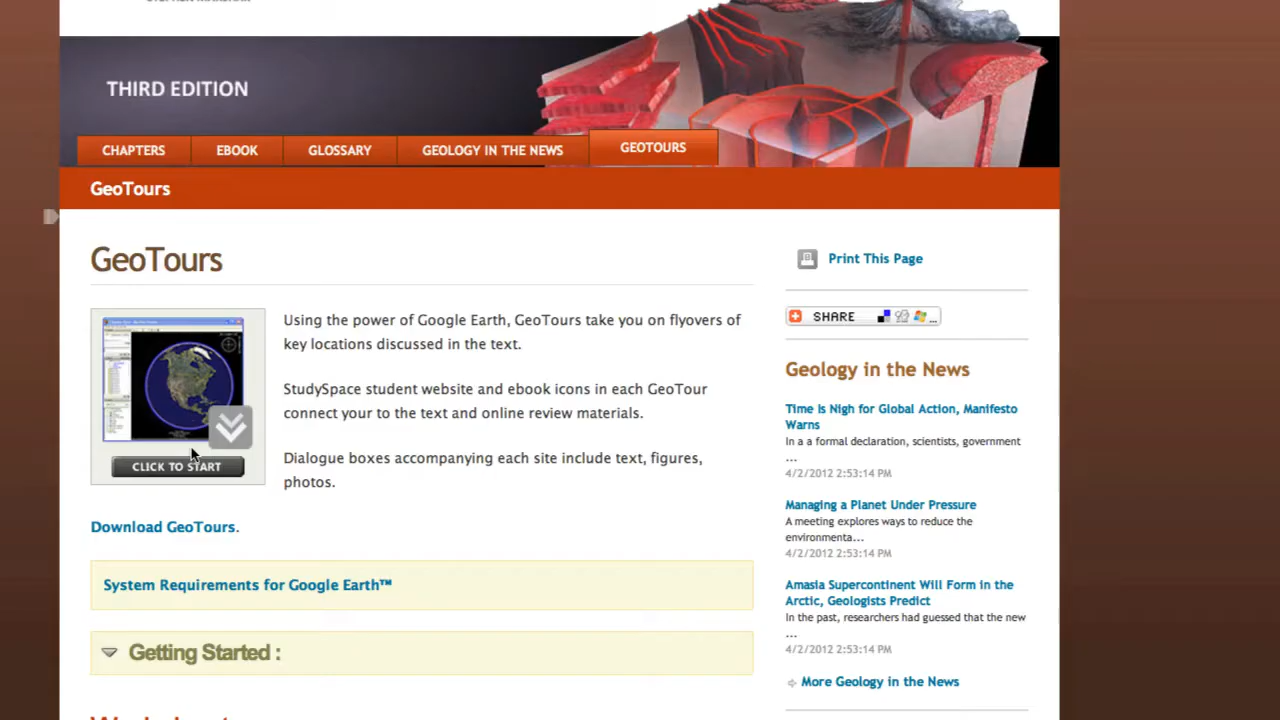 THIRD EDITION
CHAPTERS
EBOOK
GLOSSARY
GEOLOGY IN THE NEWS
GEOTOURS
GeoTours
GeoTours
CLICK TO START
Using the power of Google Earth, GeoTours take you on flyovers of
key locations discussed in the text.
StudySpace student website and ebook icons in each GeoTour
connect your to the text and online review materials.
Dialogue boxes accompanying each site include text, figures,
photos.
Download GeoTours.
System Requirements for Google Earth™
Getting Started :
Print This Page
SHARE
Geology in the News
Time Is Nigh for Global Action, Manifesto
Warns
In a a formal declaration, scientists, government
...
4/2/2012 2:53:14 PM
Managing a Planet Under Pressure
A meeting explores ways to reduce the
environmenta...
4/2/2012 2:53:14 PM
Amasia Supercontinent Will Form in the
Arctic, Geologists Predict
In the past, researchers had guessed that the new
...
4/2/2012 2:53:14 PM
More Geology in the News